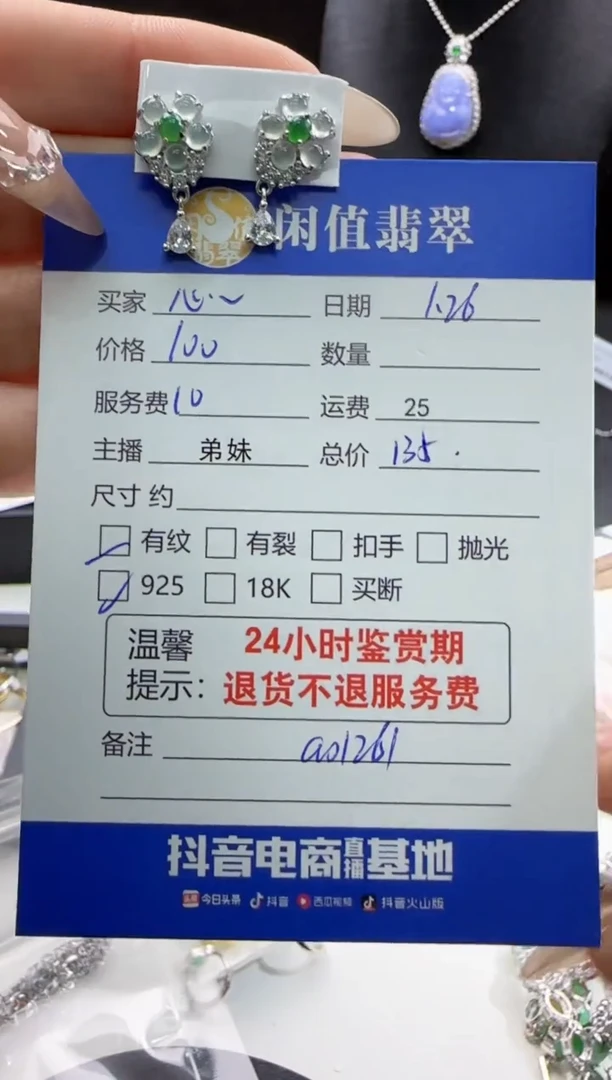 闲值翡翠
买家 心心 日期 1.26
价格 100 数量
服务费 10 运费 25
主播 弟妹 总价 135.
尺寸 约
有纹 有裂 扣手 抛光
925 18K 买断
温馨提示: 24小时鉴赏期
退货不退服务费
备注 a01261
抖音电商直播基地
头条 今日头条 抖音 西瓜视频 抖音火山版